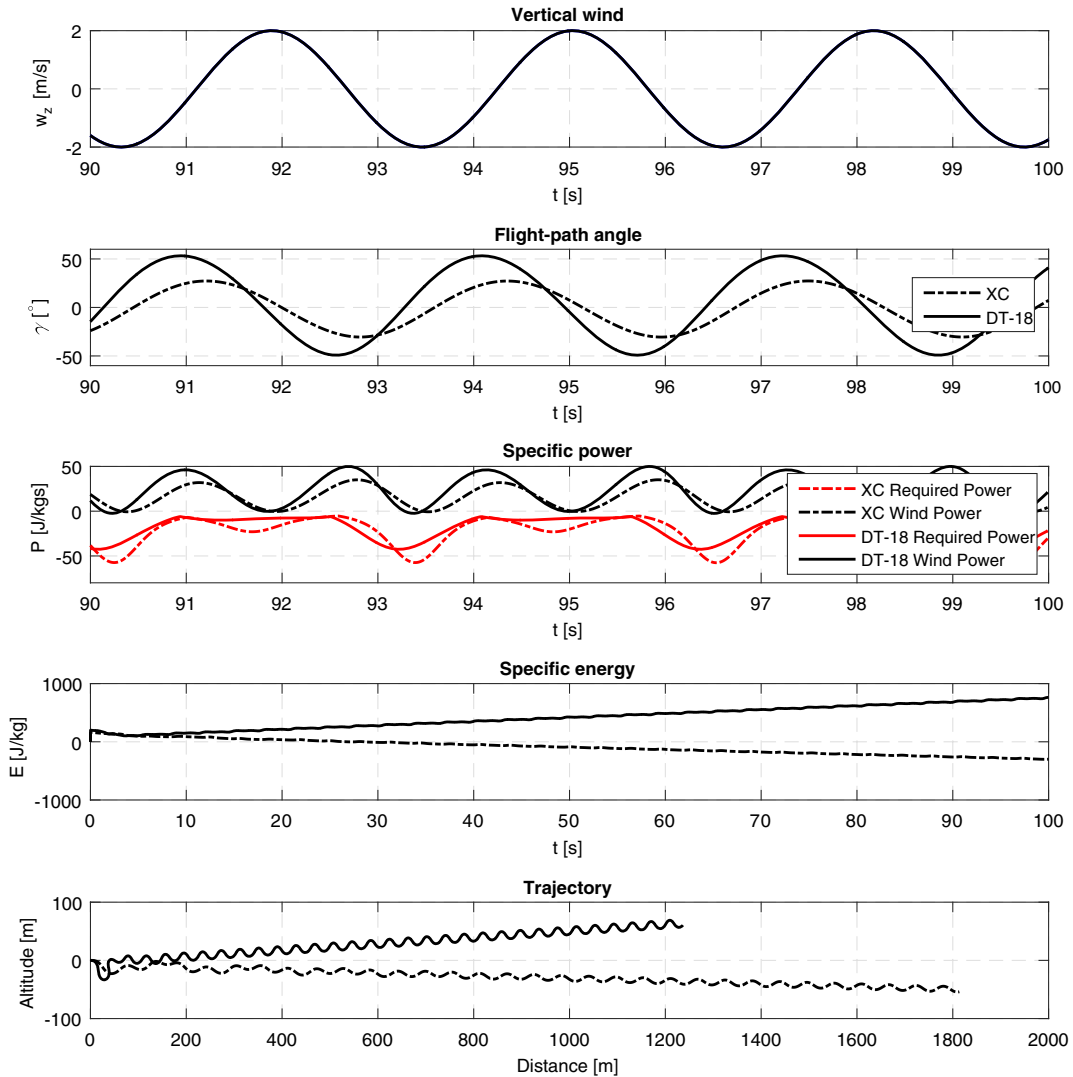 Vertical wind
w_z [m/s]
2
0
-2
90 91 92 93 94 95 96 97 98 99 100
t [s]
Flight-path angle
γ [°]
50
0
-50
XC
DT-18
90 91 92 93 94 95 96 97 98 99 100
t [s]
Specific power
P [J/kgs]
50
0
-50
XC Required Power
XC Wind Power
DT-18 Required Power
DT-18 Wind Power
90 91 92 93 94 95 96 97 98 99 100
t [s]
Specific energy
E [J/kg]
1000
0
-1000
0 10 20 30 40 50 60 70 80 90 100
t [s]
Trajectory
Altitude [m]
100
0
-100
0 200 400 600 800 1000 1200 1400 1600 1800 2000
Distance [m]